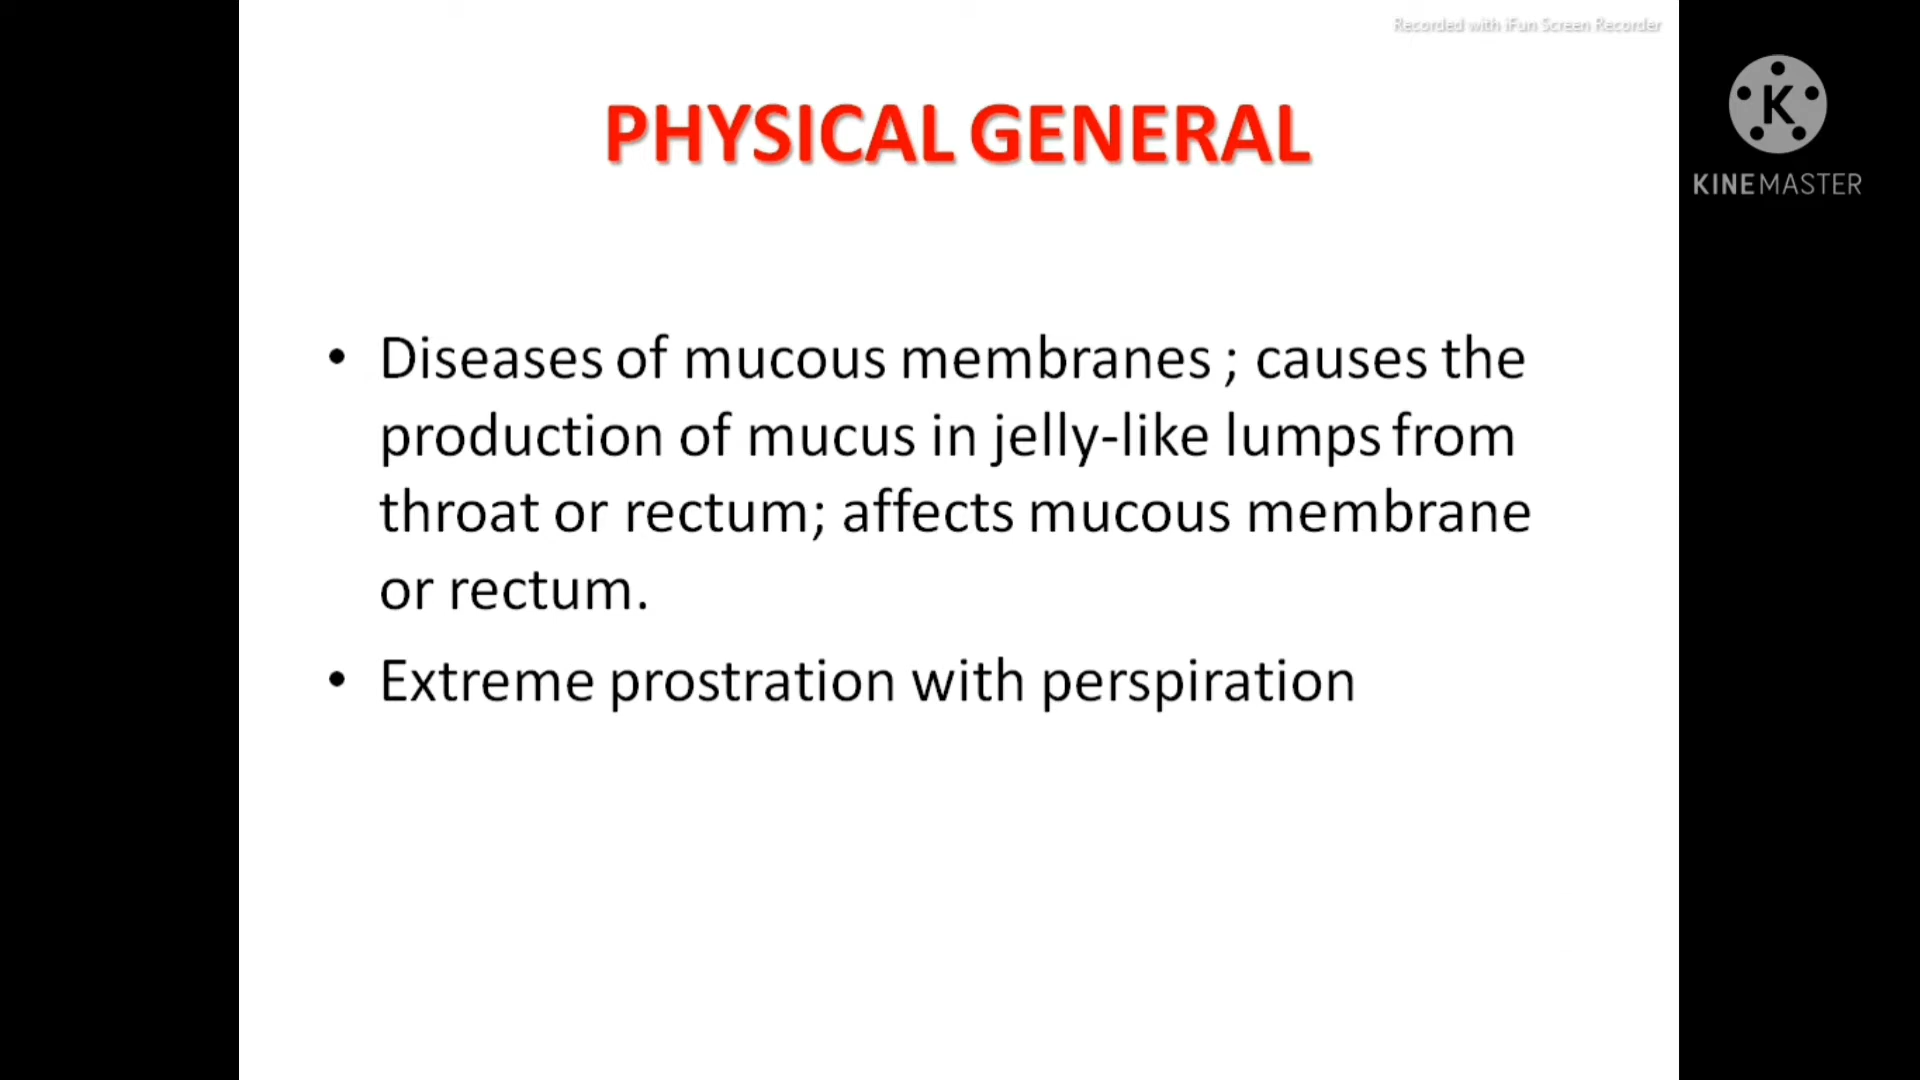 Recorded with iFun Screen Recorder
K
KINEMASTER
PHYSICAL GENERAL
• Diseases of mucous membranes ; causes the
production of mucus in jelly-like lumps from
throat or rectum; affects mucous membrane
or rectum.
• Extreme prostration with perspiration